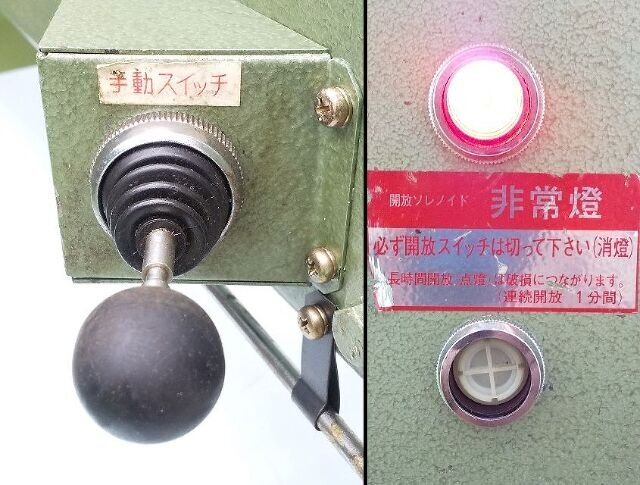 手動スイッチ
開放ソレノイド 非常燈
必ず開放スイッチは切って下さい(消燈)
長時間開放(点燈)は破損につながります。
(連続開放 1分間)